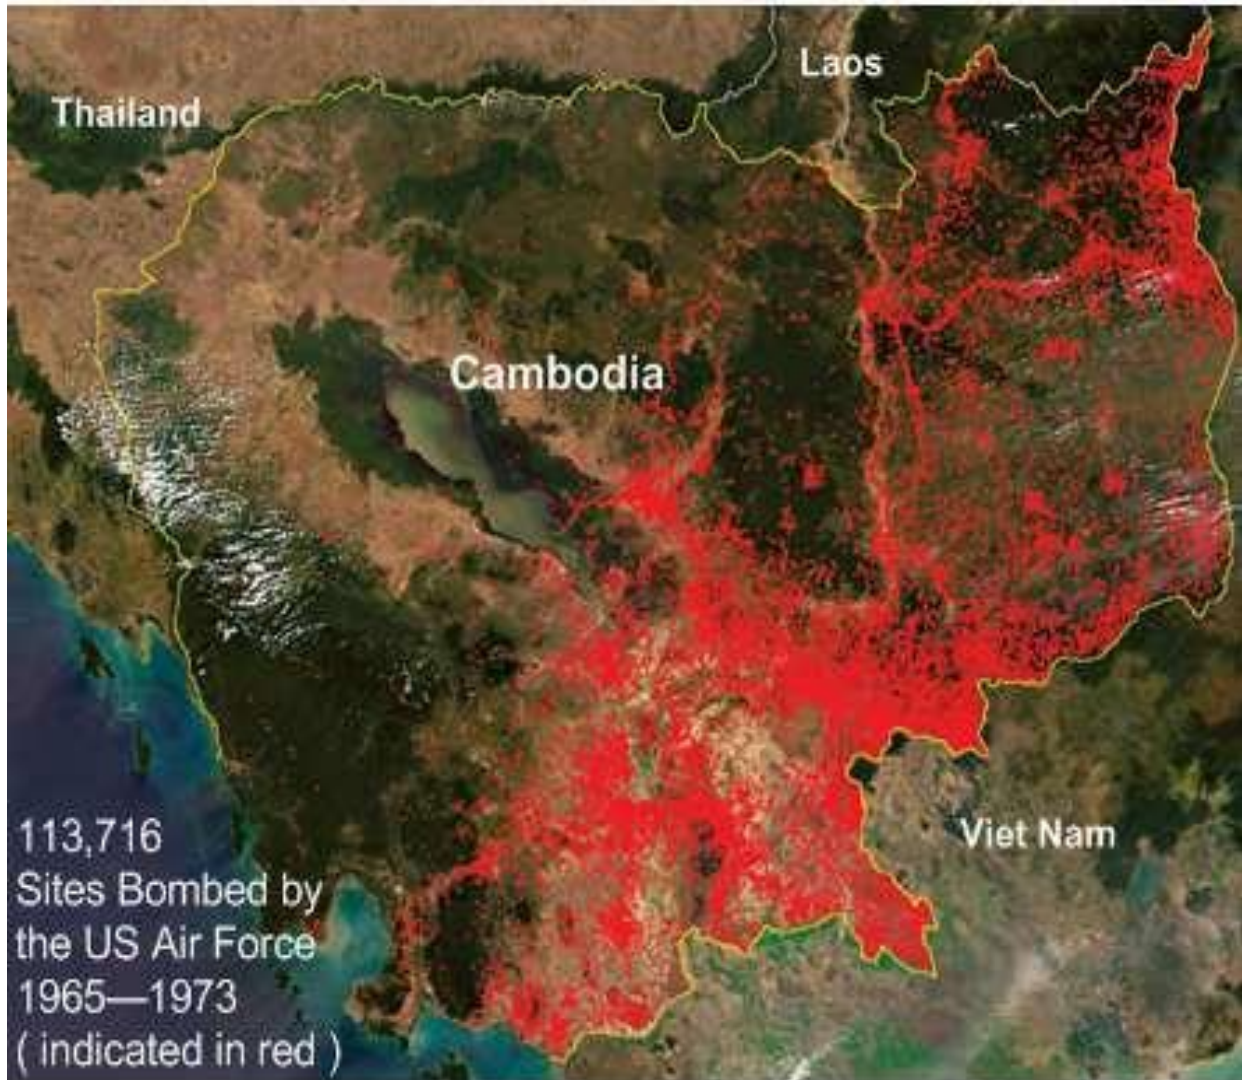 Laos
Thailand
Cambodia
Viet Nam
113,716
Sites Bombed by
the US Air Force
1965—1973
( indicated in red )